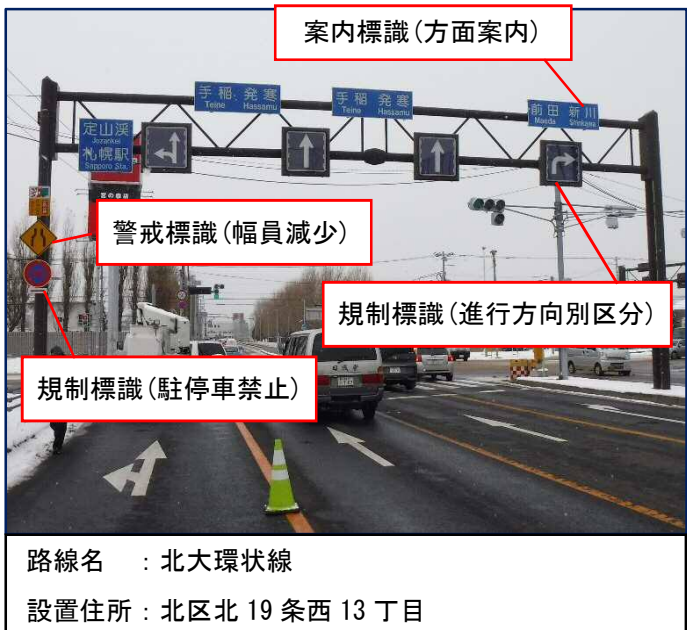 案内標識(方面案内)
手稲 発寒
Teine Hassamu
手稲 発寒
Teine Hassamu
前田 新川
Maeda Shinkawa
定山渓
Jozankei
札幌駅
Sapporo Sta.
警戒標識(幅員減少)
規制標識(進行方向別区分)
規制標識(駐停車禁止)
路線名 :北大環状線
設置住所:北区北 19 条西 13 丁目